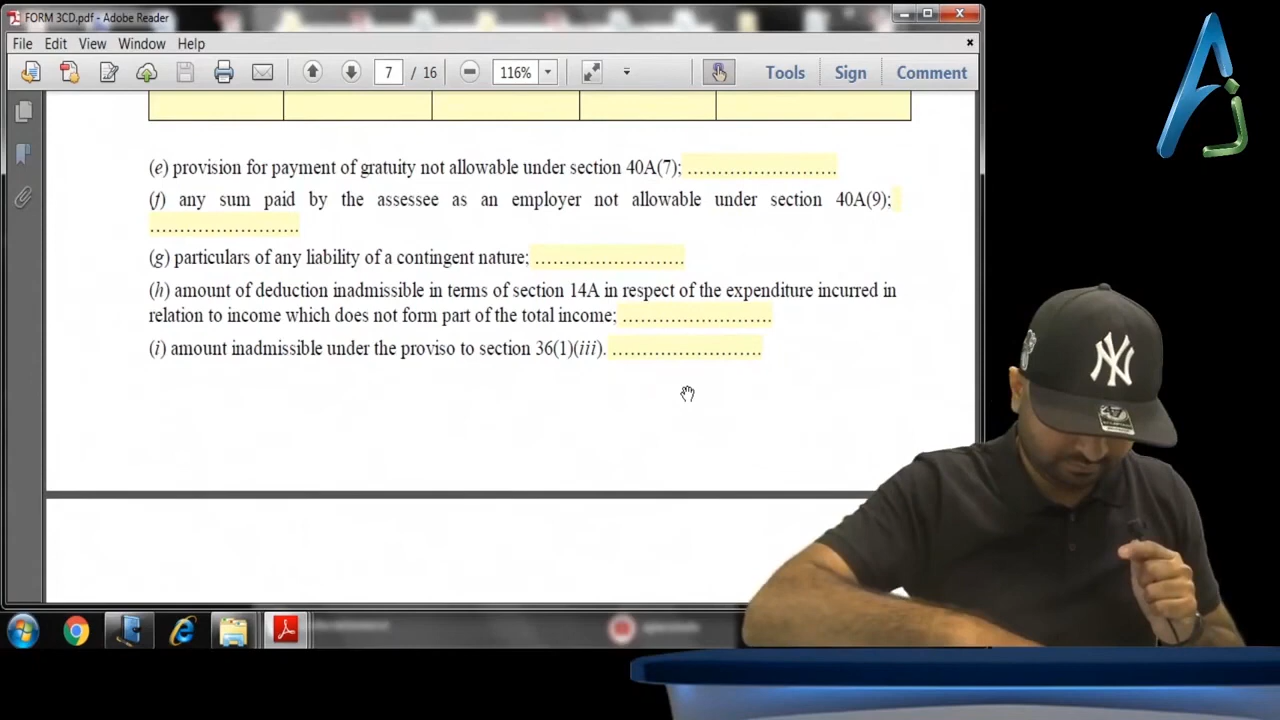 FORM 3CD.pdf - Adobe Reader
File Edit View Window Help
7 / 16 116% Tools Sign Comment
(e) provision for payment of gratuity not allowable under section 40A(7); ……………………
(f) any sum paid by the assessee as an employer not allowable under section 40A(9);
……………………
(g) particulars of any liability of a contingent nature; ……………………
(h) amount of deduction inadmissible in terms of section 14A in respect of the expenditure incurred in
relation to income which does not form part of the total income; ……………………
(i) amount inadmissible under the proviso to section 36(1)(iii). ……………………
NY
47
AJ